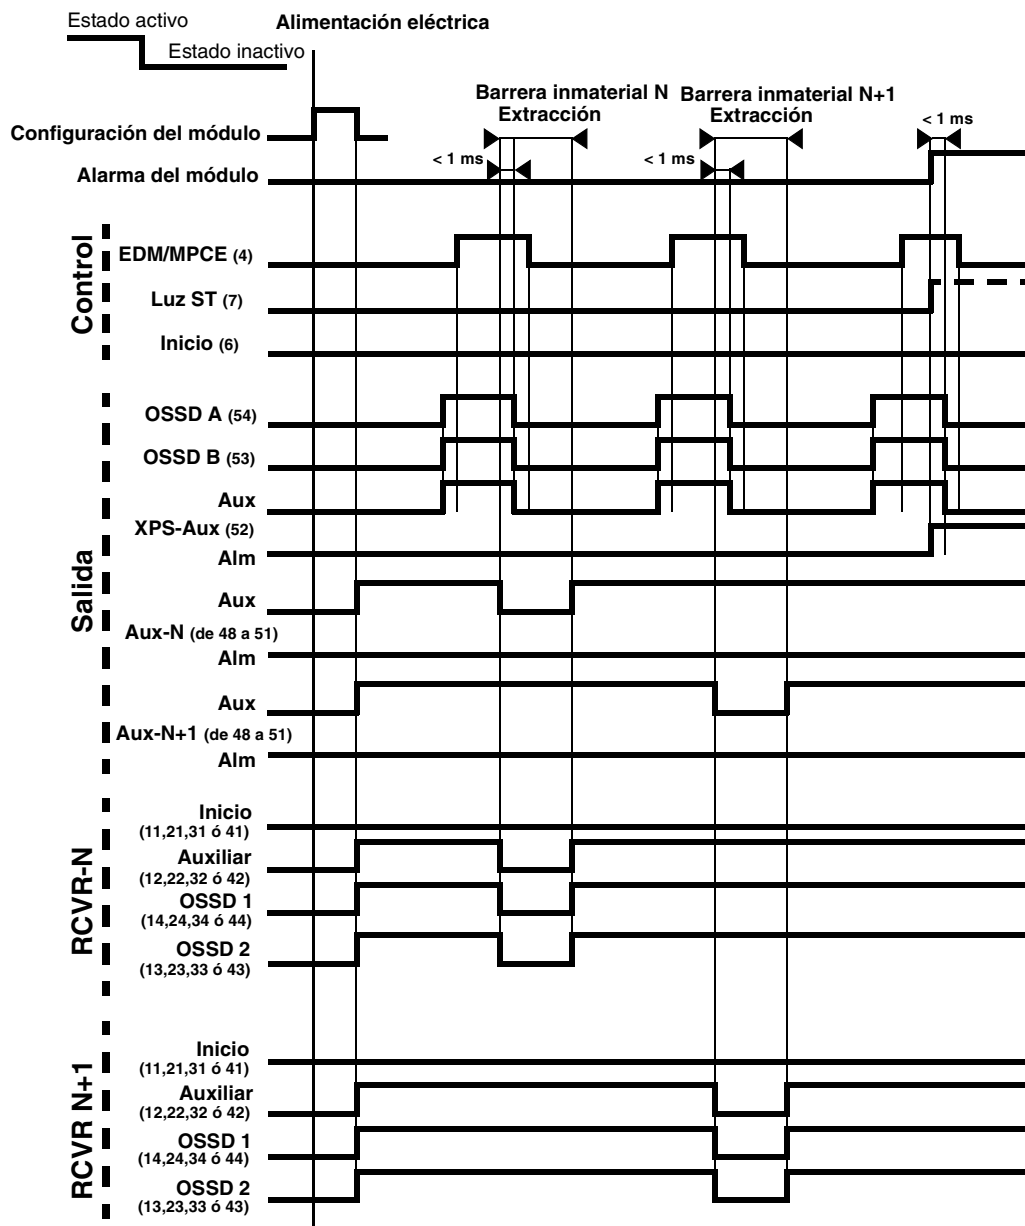 Estado activo
Alimentación eléctrica
Estado inactivo
Barrera inmaterial N
Extracción
Barrera inmaterial N+1
Extracción
< 1 ms
Configuración del módulo
< 1 ms
< 1 ms
Alarma del módulo
Control
EDM/MPCE (4)
Luz ST (7)
Inicio (6)
Salida
OSSD A (54)
OSSD B (53)
Aux
XPS-Aux (52)
Alm
Aux
Aux-N (de 48 a 51)
Alm
Aux
Aux-N+1 (de 48 a 51)
Alm
RCVR-N
Inicio
(11,21,31 ó 41)
Auxiliar
(12,22,32 ó 42)
OSSD 1
(14,24,34 ó 44)
OSSD 2
(13,23,33 ó 43)
RCVR N+1
Inicio
(11,21,31 ó 41)
Auxiliar
(12,22,32 ó 42)
OSSD 1
(14,24,34 ó 44)
OSSD 2
(13,23,33 ó 43)